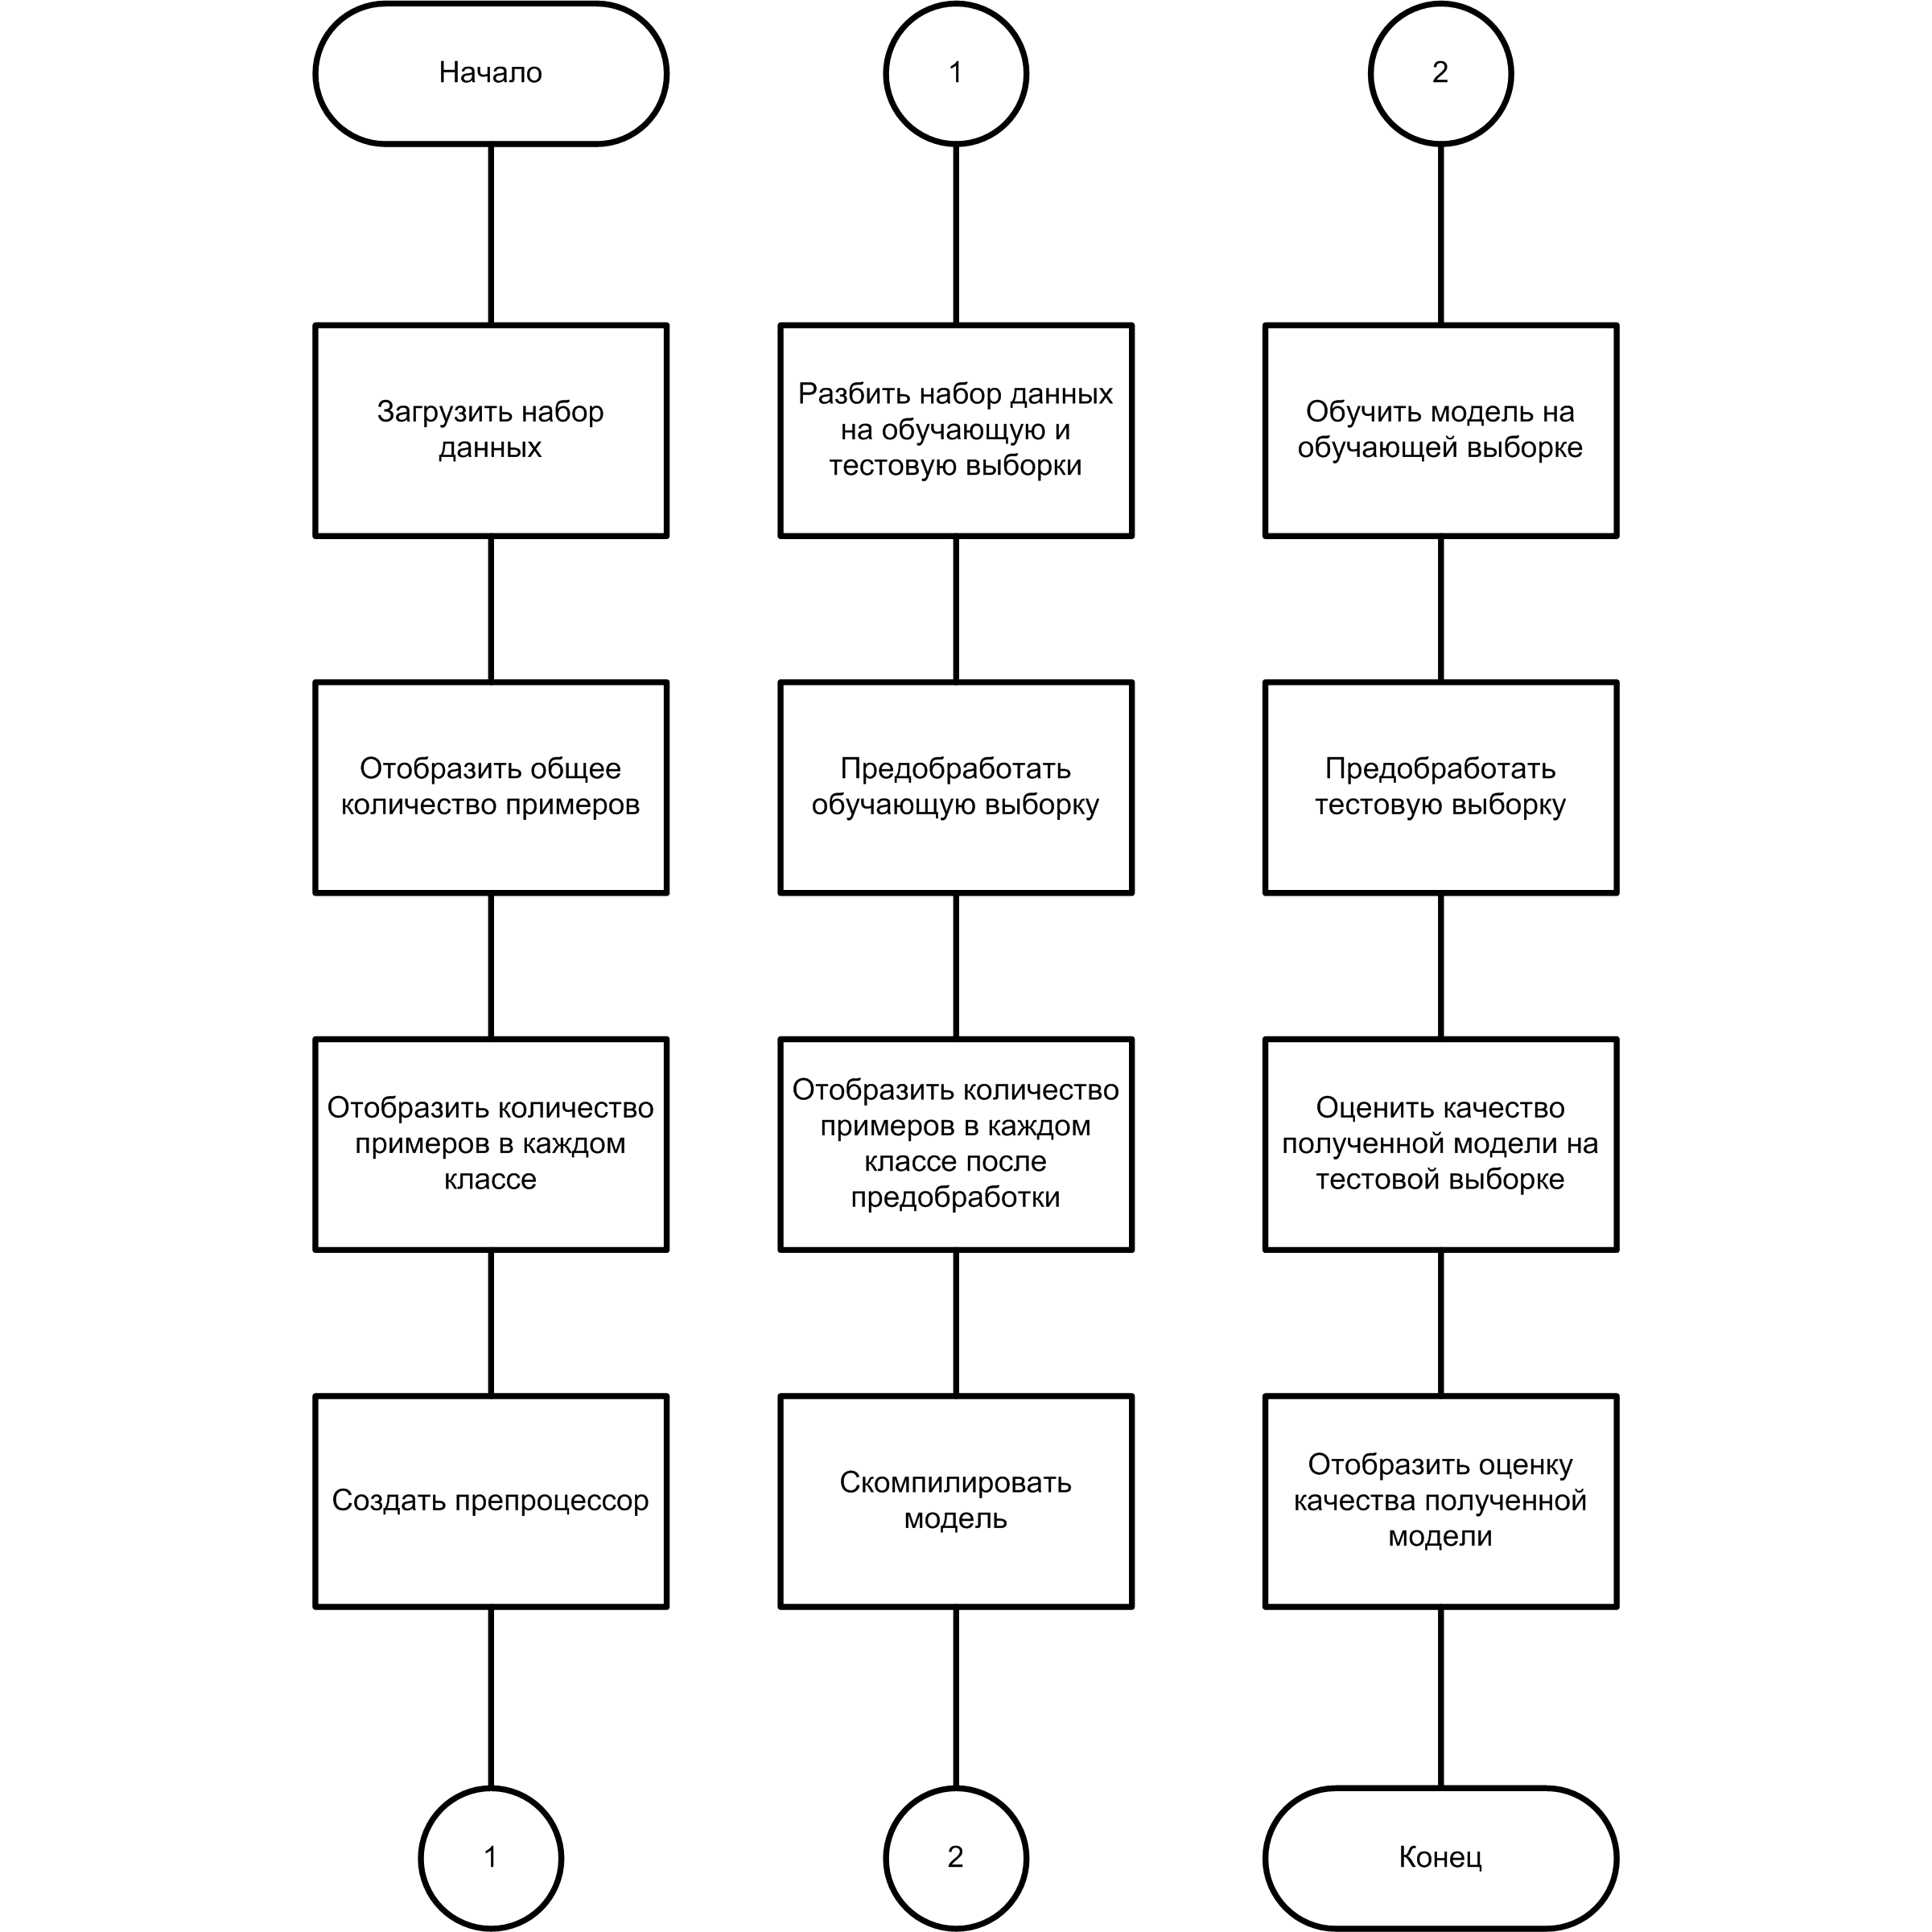 Начало
Загрузить набор
данных
Отобразить общее
количество примеров
Отобразить количество
примеров в каждом
классе
Создать препроцессор
1
1
Разбить набор данных
на обучающую и
тестовую выборки
Предобработать
обучающую выборку
Отобразить количество
примеров в каждом
классе после
предобработки
Скомпилировать
модель
2
2
Обучить модель на
обучающей выборке
Предобработать
тестовую выборку
Оценить качество
полученной модели на
тестовой выборке
Отобразить оценку
качества полученной
модели
Конец